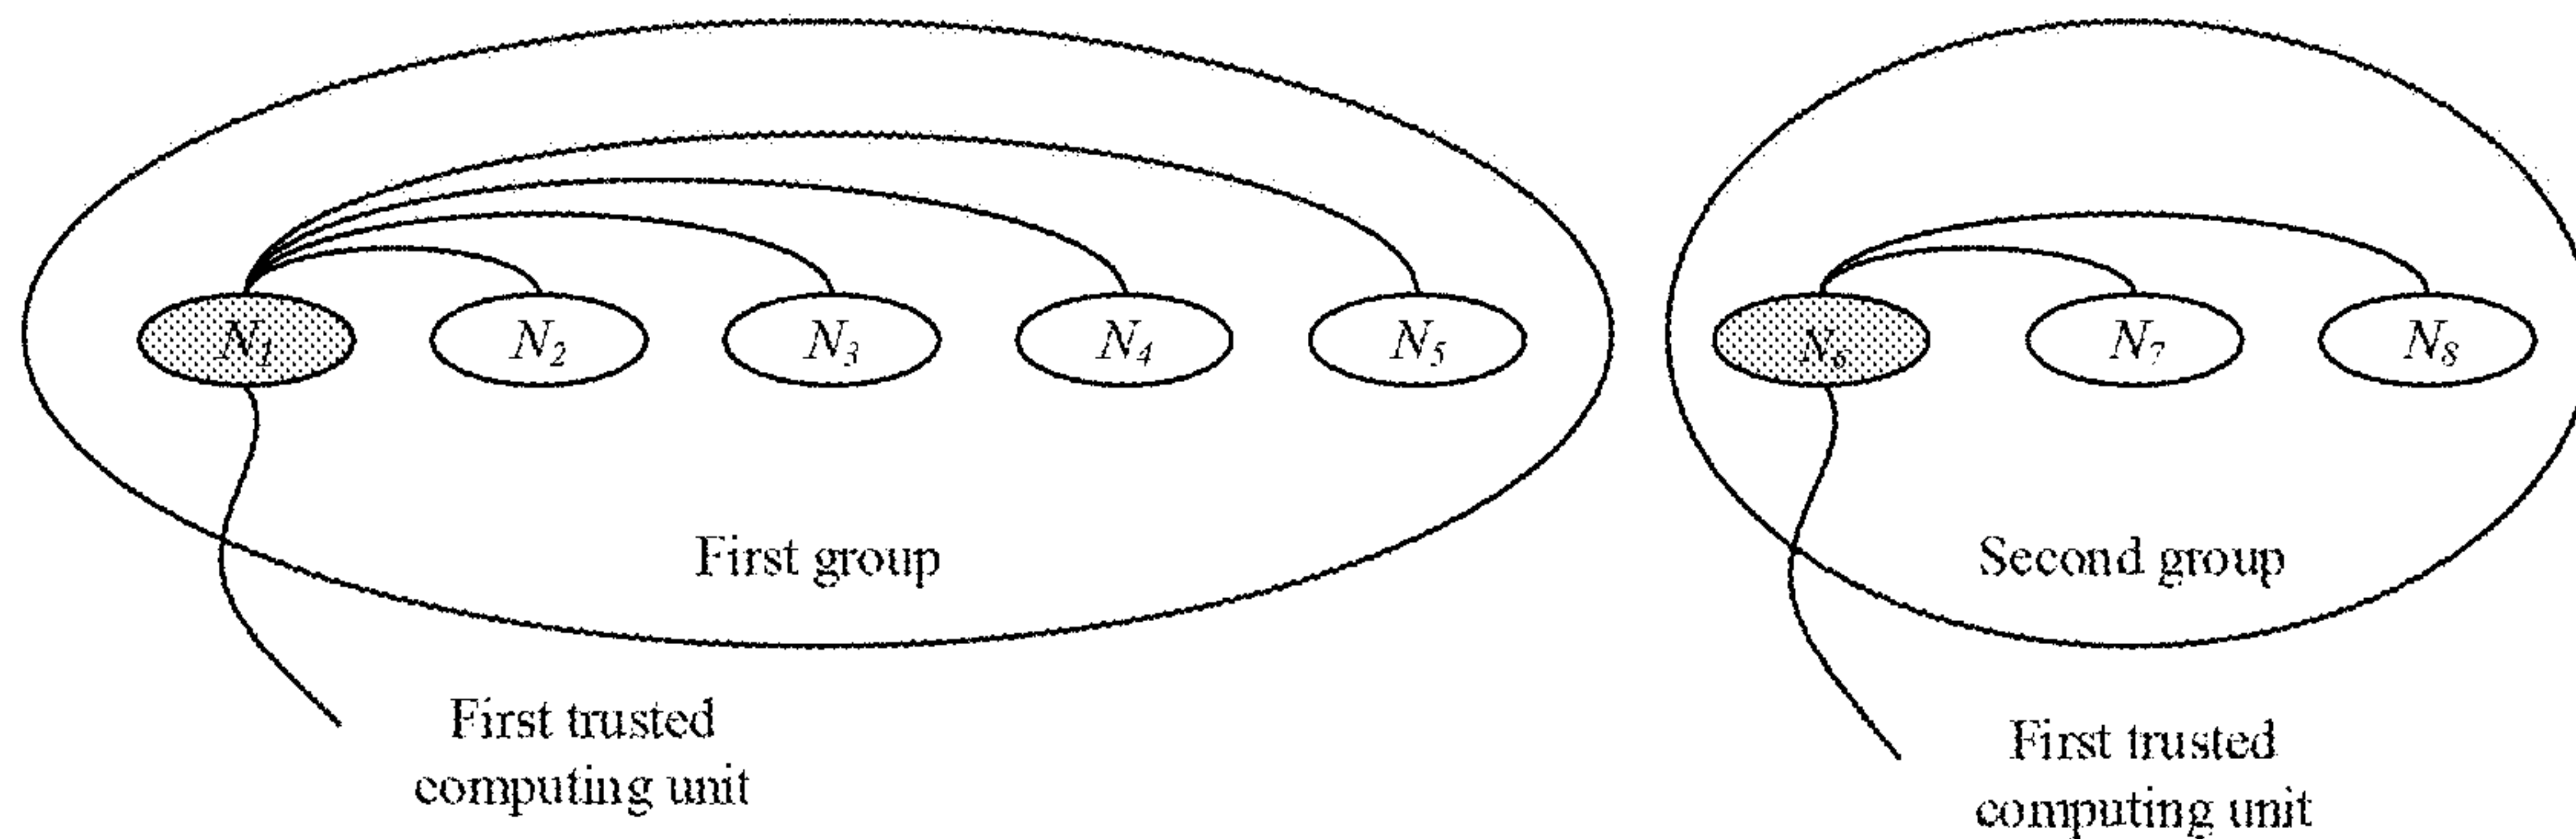 N1 N2 N3 N4 N5 N6 N7 N8
First group
Second group
First trusted
computing unit
First trusted
computing unit